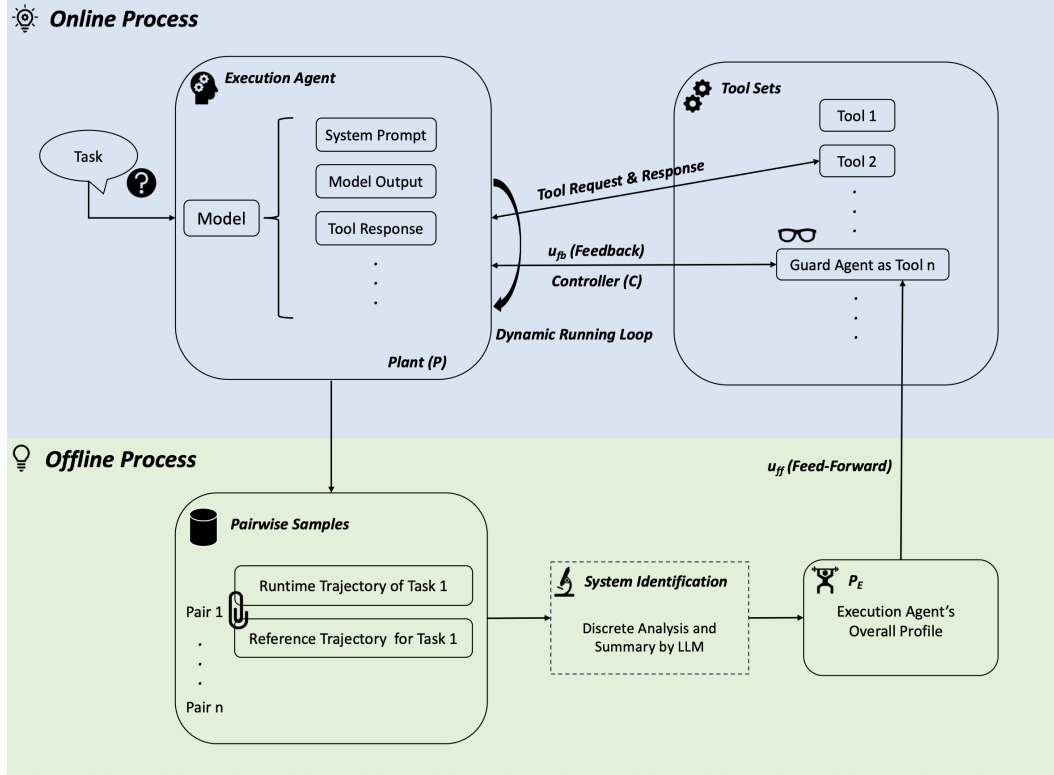 Online Process
Execution Agent
Task
?
Model
System Prompt
Model Output
Tool Response
Plant (P)
Tool Request & Response
u_fb (Feedback)
Controller (C)
Dynamic Running Loop
Tool Sets
Tool 1
Tool 2
Guard Agent as Tool n
Offline Process
u_ff (Feed-Forward)
Pairwise Samples
Runtime Trajectory of Task 1
Pair 1
Reference Trajectory for Task 1
Pair n
System Identification
Discrete Analysis and
Summary by LLM
P_E
Execution Agent's
Overall Profile